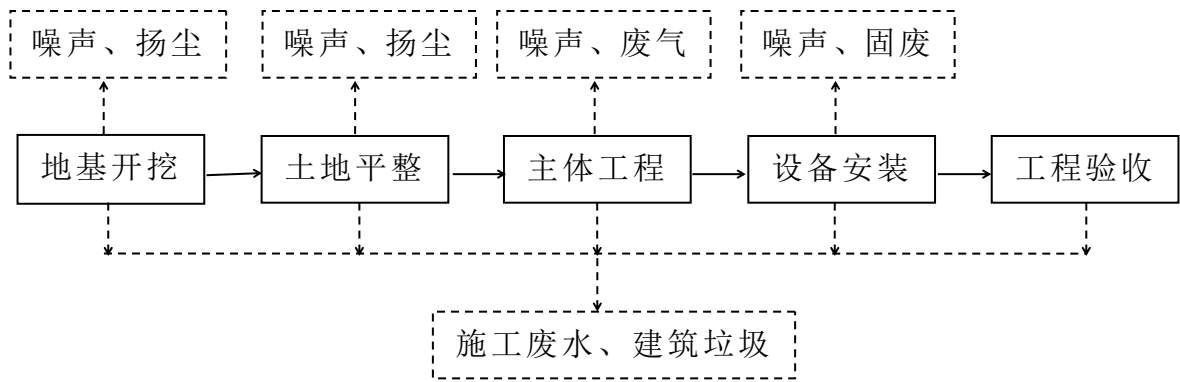 噪声、扬尘
噪声、扬尘
噪声、废气
噪声、固废
地基开挖
土地平整
主体工程
设备安装
工程验收
施工废水、建筑垃圾